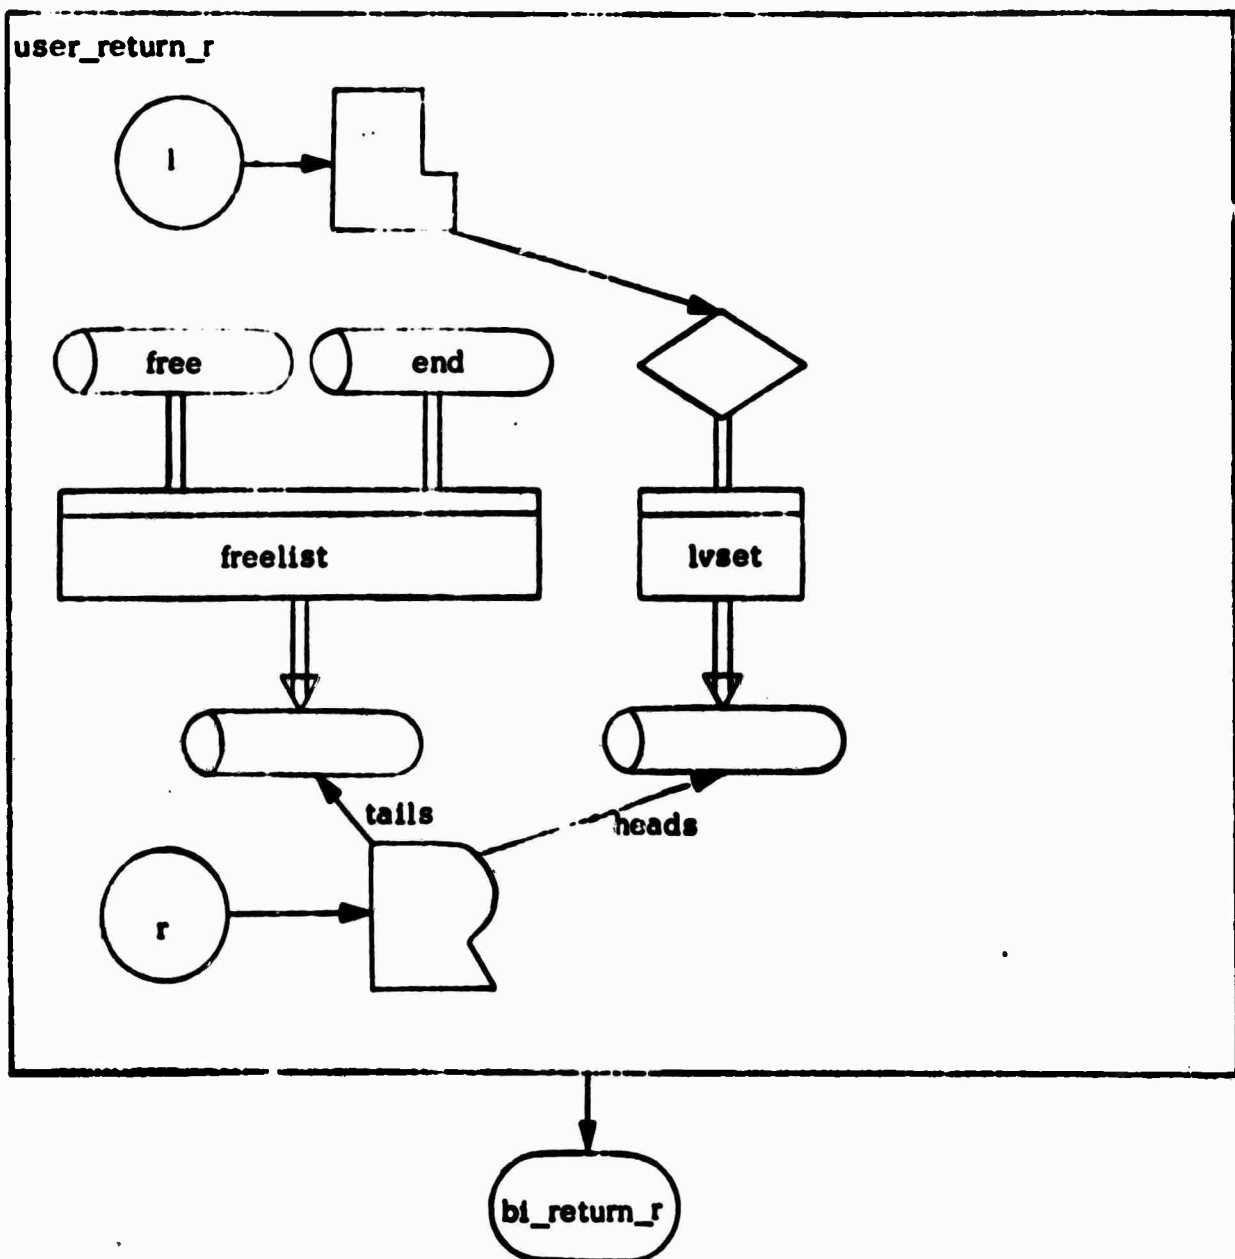 user_return_r
l
free
end
freelist
lvset
tails
heads
r
bi_return_r